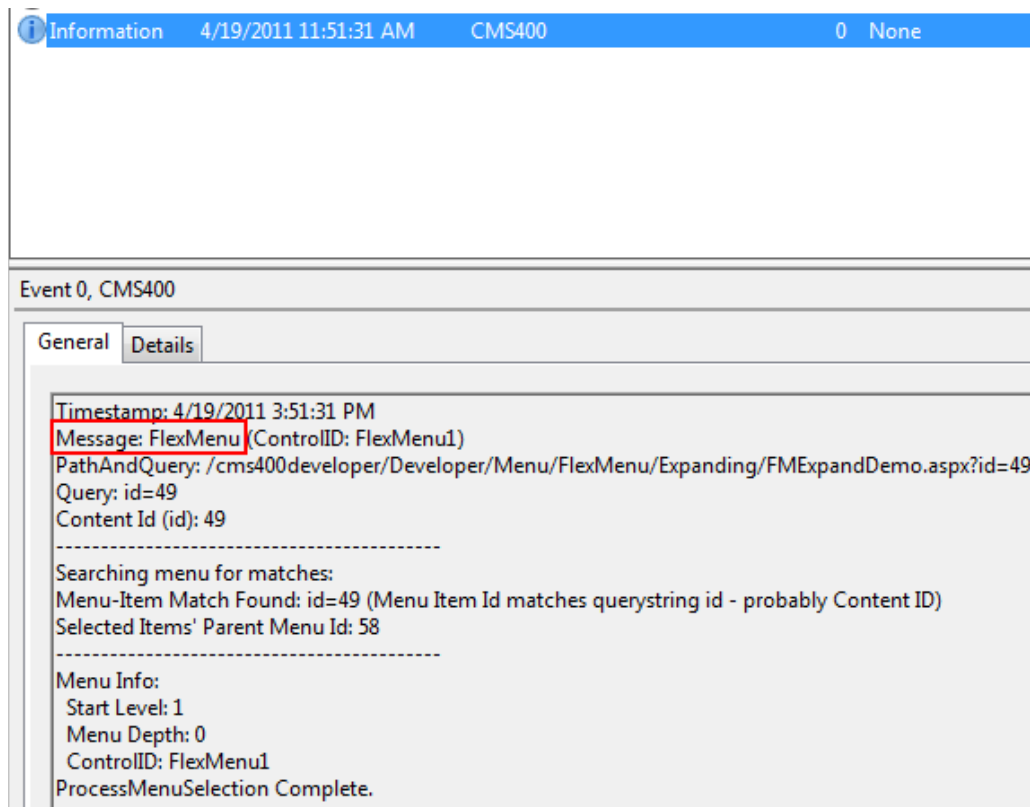 Information 4/19/2011 11:51:31 AM CMS400 0 None
Event 0, CMS400
General Details
Timestamp: 4/19/2011 3:51:31 PM
Message: FlexMenu (ControlID: FlexMenu1)
PathAndQuery: /cms400developer/Developer/Menu/FlexMenu/Expanding/FMExpandDemo.aspx?id=49
Query: id=49
Content Id (id): 49
-------------------------------------------
Searching menu for matches:
Menu-Item Match Found: id=49 (Menu Item Id matches querystring id - probably Content ID)
Selected Items' Parent Menu Id: 58
-------------------------------------------
Menu Info:
Start Level: 1
Menu Depth: 0
ControlID: FlexMenu1
ProcessMenuSelection Complete.